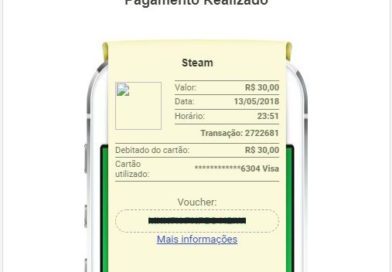 Pagamento Realizado
Steam
Valor: R$ 30,00
Data: 13/05/2018
Horário: 23:51
Transação: 2722681
Debitado do cartão: R$ 30,00
Cartão utilizado: ************6304 Visa
Voucher:
Mais informações